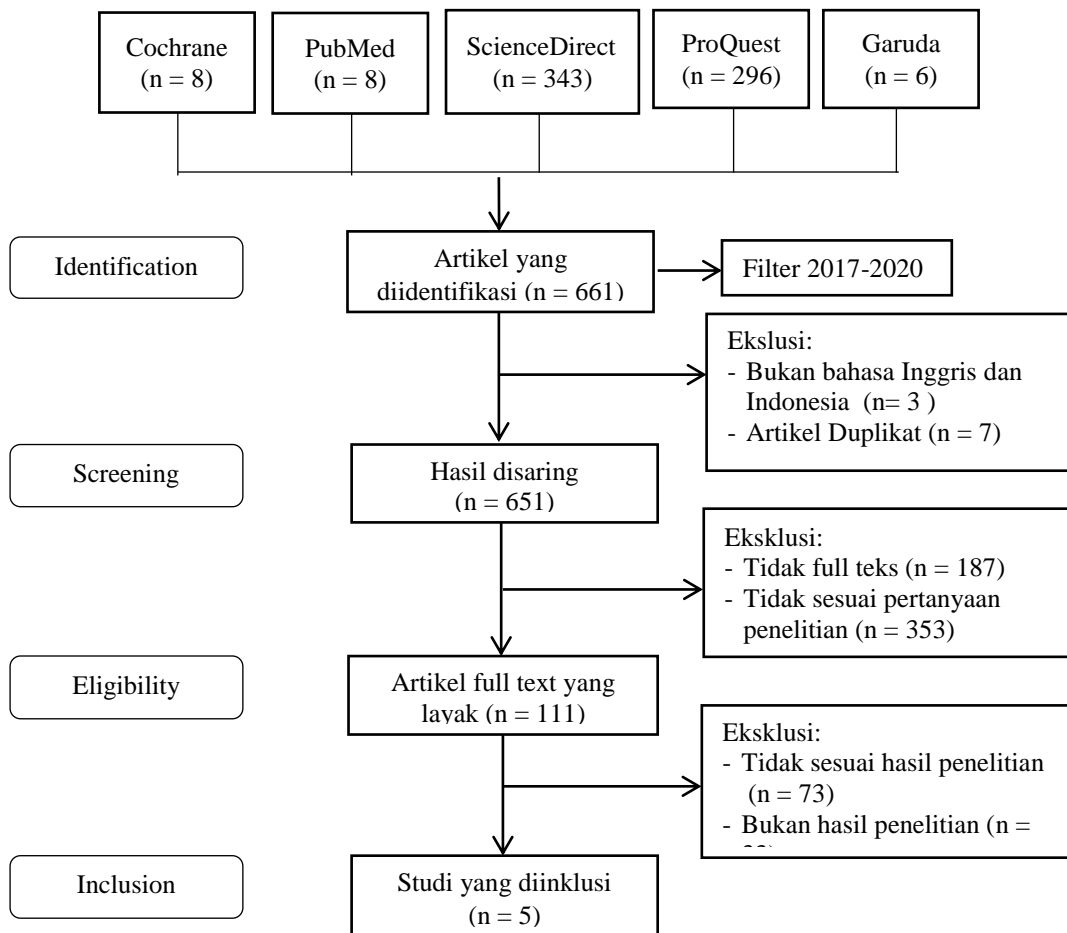 Cochrane
(n = 8)
PubMed
(n = 8)
ScienceDirect
(n = 343)
ProQuest
(n = 296)
Garuda
(n = 6)
Identification
Artikel yang
diidentifikasi (n = 661)
Filter 2017-2020
Ekslusi:
- Bukan bahasa Inggris dan
Indonesia (n= 3 )
- Artikel Duplikat (n = 7)
Screening
Hasil disaring
(n = 651)
Eksklusi:
- Tidak full teks (n = 187)
- Tidak sesuai pertanyaan
penelitian (n = 353)
Eligibility
Artikel full text yang
layak (n = 111)
Eksklusi:
- Tidak sesuai hasil penelitian
(n = 73)
- Bukan hasil penelitian (n =
Inclusion
Studi yang diinklusi
(n = 5)